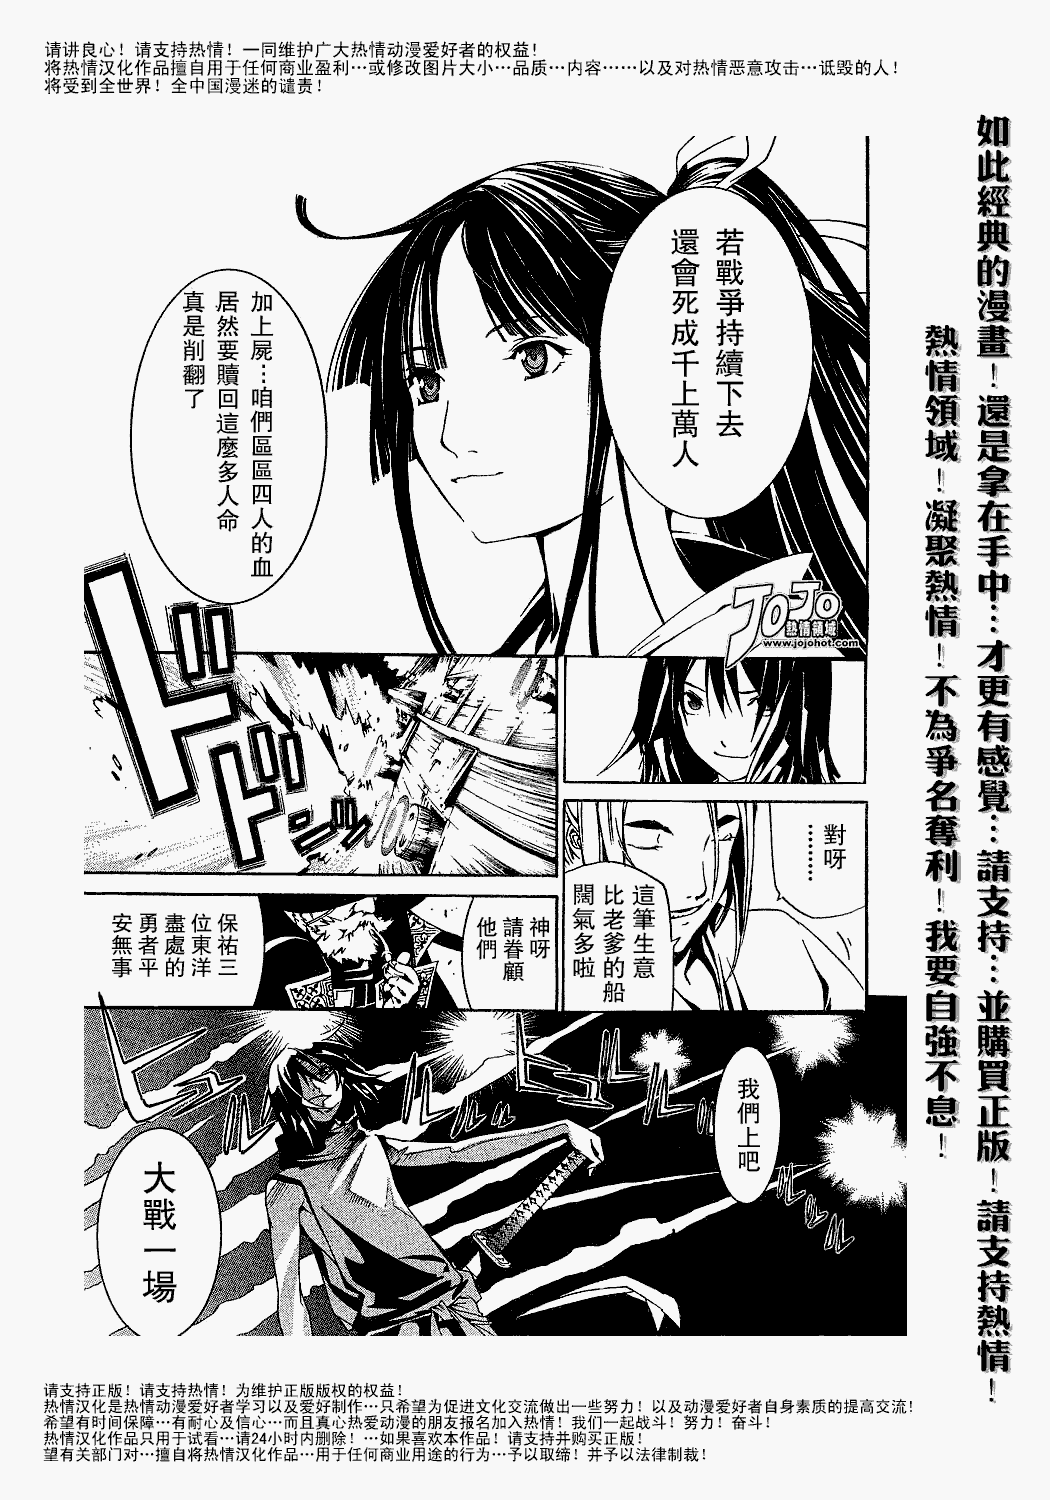 请讲良心！请支持热情！一同维护广大热情动漫爱好者的权益！
将热情汉化作品擅自用于任何商业盈利…或修改图片大小…品质…内容……以及对热情恶意攻击…诋毁的人！
将受到全世界！全中国漫迷的谴责！
如此經典的漫畫！還是拿在手中…才更有感覺…請支持…並購買正版！請支持熱情！
熱情領域！凝聚熱情！不為爭名奪利！我要自強不息！
若戰爭持續下去
還會死成千上萬人
加上屍…咱們區區四人的血
居然要贖回這麼多人命
真是削翻了
JOJO
熱情領域
www.jojohot.com
ドドドドド
對呀
………
這筆生意
比老爹的船
闊氣多啦
神呀
請眷顧
他們
保祐三
位東洋
盡處的
勇者平
安無事
我們上吧
大戰一場
请支持正版！请支持热情！为维护正版版权的权益！
热情汉化是热情动漫爱好者学习以及爱好制作…只希望为促进文化交流做出一些努力！以及动漫爱好者自身素质的提高交流！
希望有时间保障…有耐心及信心…而且真心热爱动漫的朋友报名加入热情！我们一起战斗！努力！奋斗！
热情汉化作品只用于试看…请24小时内删除！…如果喜欢本作品！请支持并购买正版！
望有关部门对…擅自将热情汉化作品…用于任何商业用途的行为…予以取缔！并予以法律制裁！